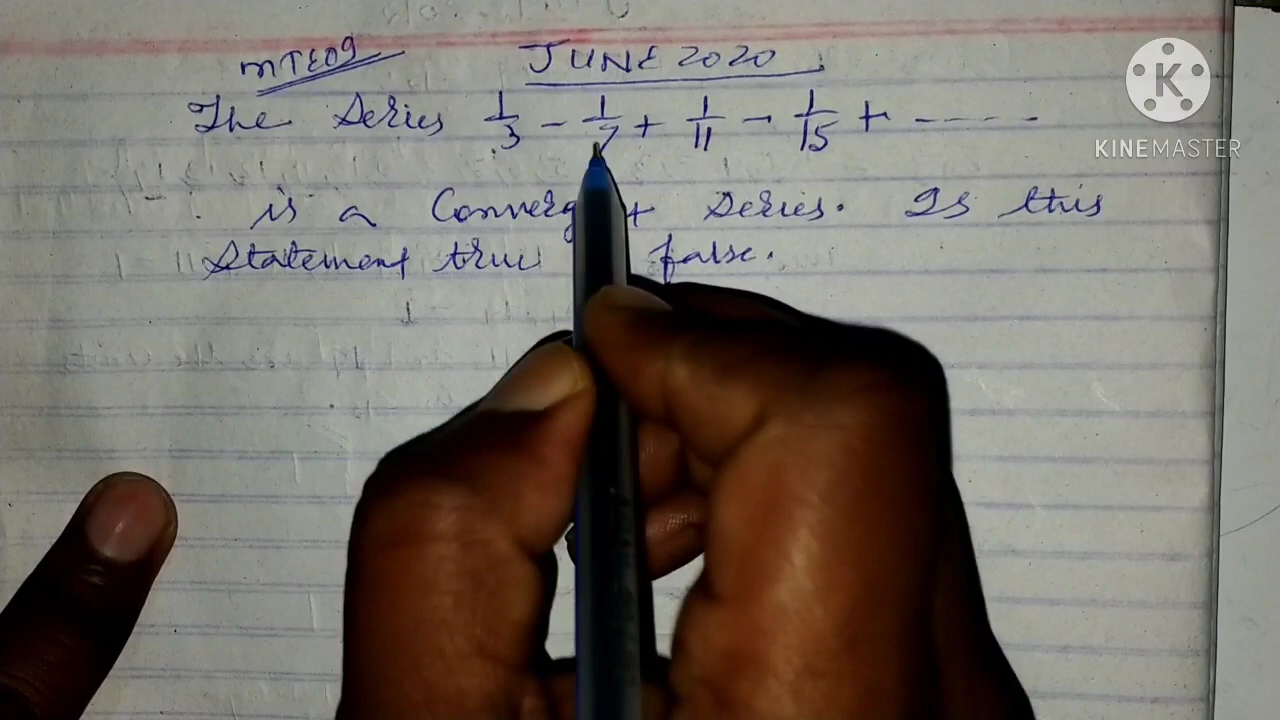 MTE09 JUNE 2020
The Series 1/3 - 1/7 + 1/11 - 1/15 + -----
is a Series. Is this
Statement true false.
K
KINEMASTER